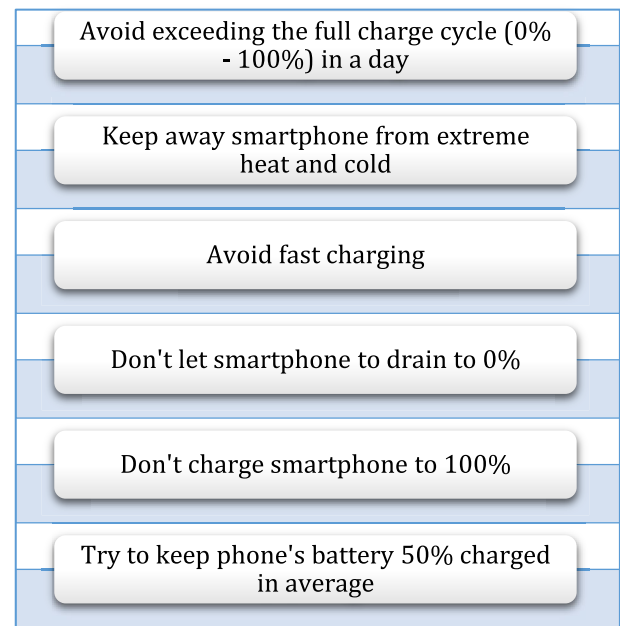 Avoid exceeding the full charge cycle (0%
- 100%) in a day
Keep away smartphone from extreme
heat and cold
Avoid fast charging
Don't let smartphone to drain to 0%
Don't charge smartphone to 100%
Try to keep phone's battery 50% charged
in average